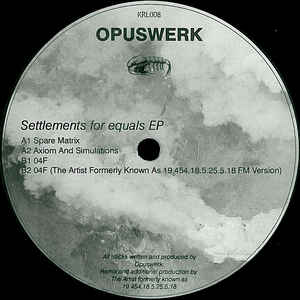 KRL008
OPUSWERK
Settlements for equals EP
A1 Spare Matrix
A2 Axiom And Simulations
B1 04F
B2 04F (The Artist Formerly Known As 19.454.18.5.25.5.18 FM Version)
All tracks written and produced by
Opuswerk.
Remix and additional production by
The Artist formerly known as
19.454.18.5.25.5.18